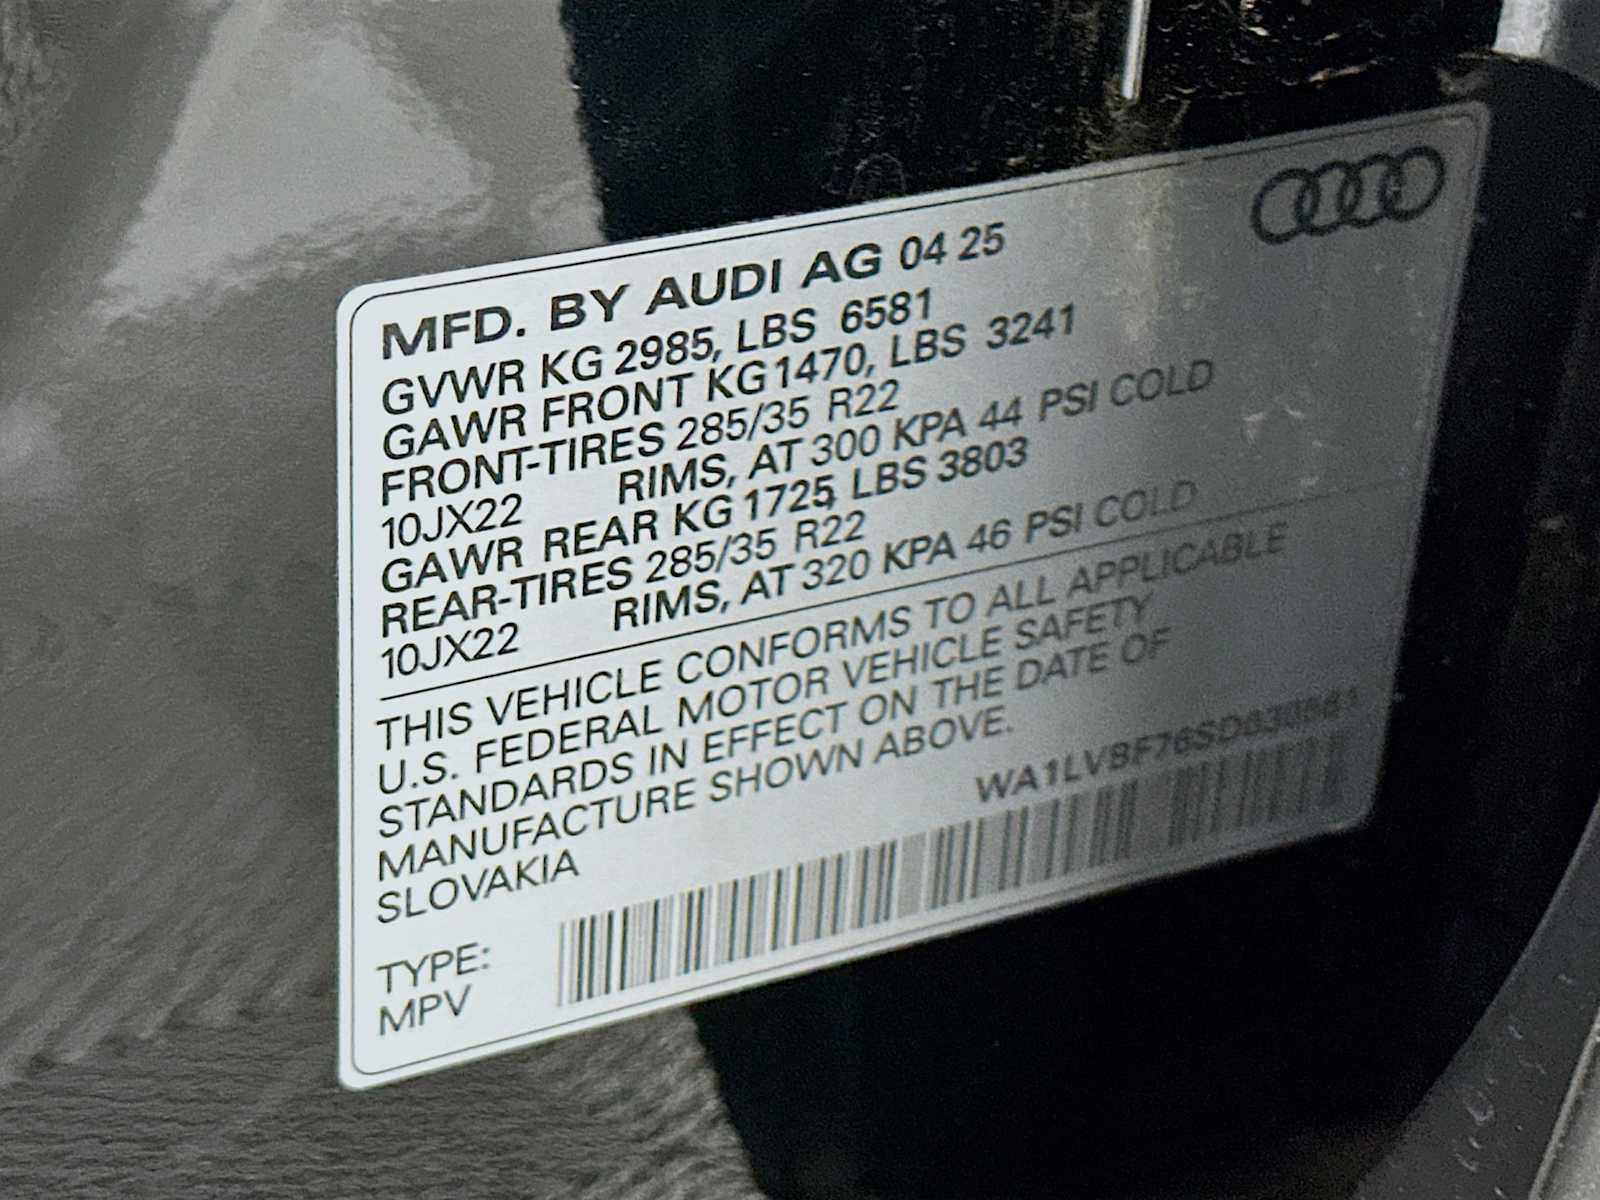 MFD. BY AUDI AG 04 25
GVWR KG 2985, LBS 6581
GAWR FRONT KG 1470, LBS 3241
FRONT-TIRES 285/35 R22
10JX22 RIMS, AT 300 KPA 44 PSI COLD
GAWR REAR KG 1725, LBS 3803
REAR-TIRES 285/35 R22
10JX22 RIMS, AT 320 KPA 46 PSI COLD
THIS VEHICLE CONFORMS TO ALL APPLICABLE
U.S. FEDERAL MOTOR VEHICLE SAFETY
STANDARDS IN EFFECT ON THE DATE OF
MANUFACTURE SHOWN ABOVE.
SLOVAKIA
TYPE:
MPV